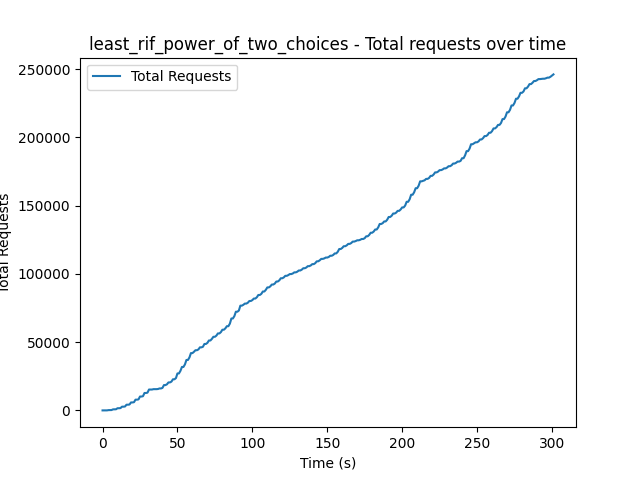 least_rif_power_of_two_choices - Total requests over time
Total Requests
250000
200000
150000
100000
50000
0
Total Requests
0 50 100 150 200 250 300
Time (s)